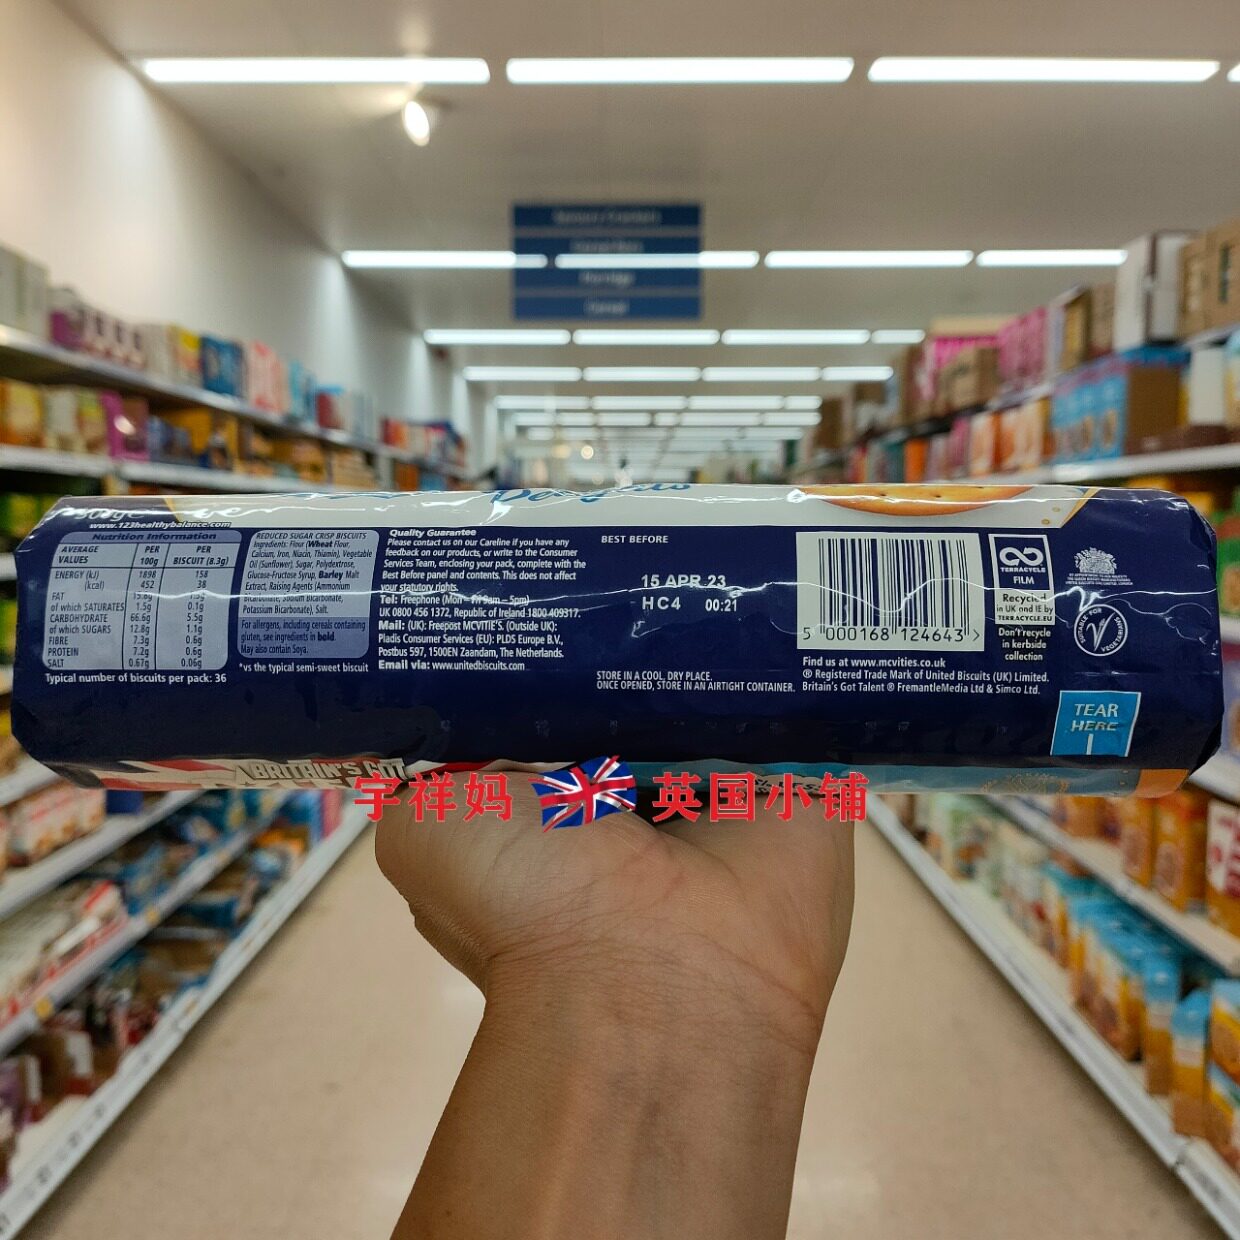 www.123healthybalance.com
Nutrition Information
AVERAGE VALUES PER 100g PER BISCUIT (8.3g)
ENERGY (kJ) 1898 158
(kcal) 452 38
FAT 15.8g 1.3g
of which SATURATES 1.5g 0.1g
CARBOHYDRATE 66.6g 5.5g
of which SUGARS 12.8g 1.1g
FIBRE 7.3g 0.6g
PROTEIN 7.2g 0.6g
SALT 0.67g 0.06g
Typical number of biscuits per pack: 36
REDUCED SUGAR CRISP BISCUITS
Ingredients: Flour (Wheat Flour,
Calcium, Iron, Niacin, Thiamin), Vegetable
Oil (Sunflower), Sugar, Polydextrose,
Glucose-Fructose Syrup, Barley Malt
Extract, Raising Agents (Ammonium
Bicarbonate, Sodium Bicarbonate,
Potassium Bicarbonate), Salt.
For allergens, including cereals containing
gluten, see ingredients in bold.
May also contain Soya.
*vs the typical semi-sweet biscuit
Quality Guarantee
Please contact us on our Careline if you have any
feedback on our products, or write to the Consumer
Services Team, enclosing your pack, complete with the
Best Before panel and contents. This does not affect
your statutory rights.
Tel: Freephone (Mon - Fri 9am – 5pm)
UK 0800 456 1372, Republic of Ireland 1800 409317.
Mail: (UK): Freepost MCVITIE'S. (Outside UK):
Pladis Consumer Services (EU): PLDS Europe B.V.,
Postbus 597, 1500EN Zaandam, The Netherlands.
Email via: www.unitedbiscuits.com
BEST BEFORE
15 APR 23
HC4 00:21
STORE IN A COOL, DRY PLACE.
ONCE OPENED, STORE IN AN AIRTIGHT CONTAINER.
5 000168 124643 >
Find us at www.mcvities.co.uk
® Registered Trade Mark of United Biscuits (UK) Limited.
Britain's Got Talent ® FremantleMedia Ltd & Simco Ltd.
TERRACYCLE
FILM
Recycled
in UK and IE by
TERRACYCLE.EU
Don't recycle
in kerbside
collection
SUITABLE FOR VEGETARIANS
TEAR
HERE
BRITAIN'S GOT
宇祥妈 英国小铺